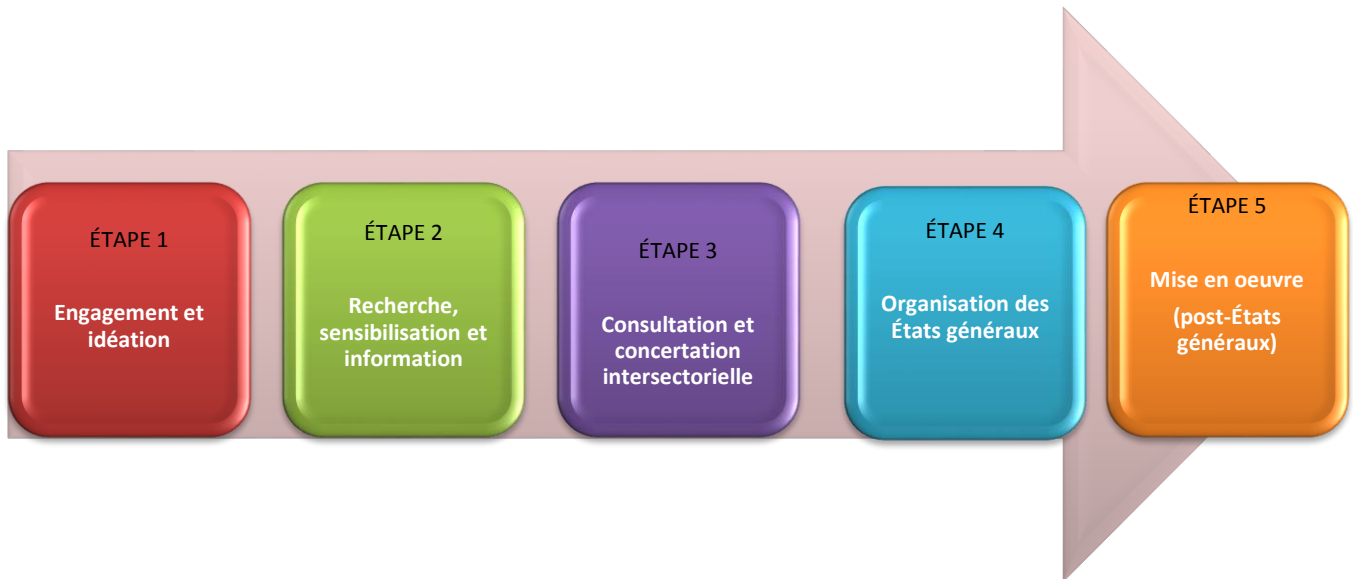 ÉTAPE 1
Engagement et
idéation
ÉTAPE 2
Recherche,
sensibilisation et
information
ÉTAPE 3
Consultation et
concertation
intersectorielle
ÉTAPE 4
Organisation des
États généraux
ÉTAPE 5
Mise en oeuvre
(post-États
généraux)